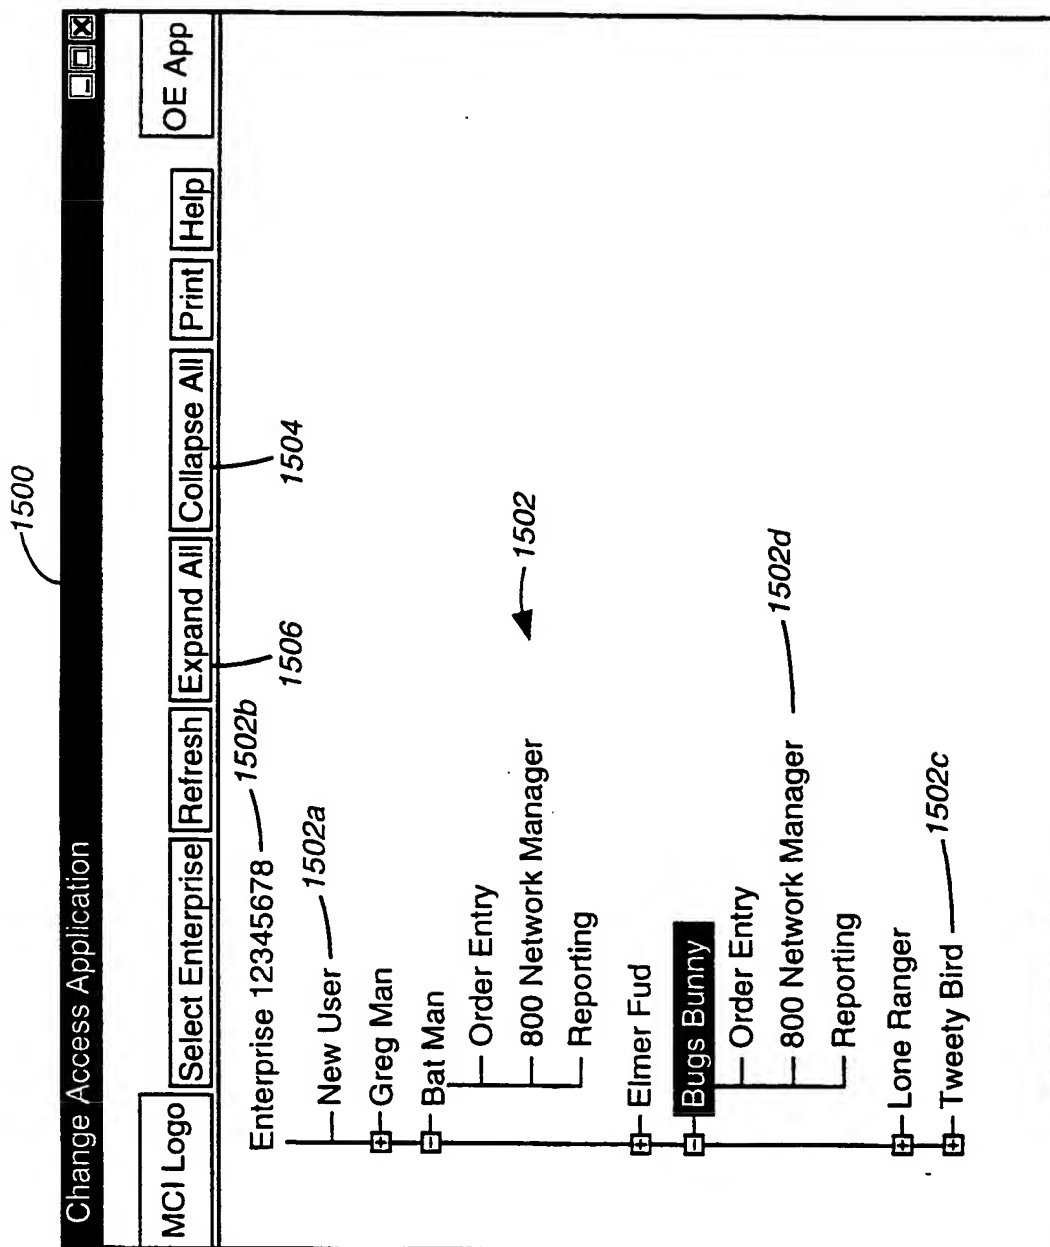 1500
Change Access Application
MCI Logo Select Enterprise Refresh Expand All Collapse All Print Help OE App
1506 1504
Enterprise 12345678 1502b
New User 1502a
Greg Man
Bat Man
Order Entry
800 Network Manager
1502
Reporting
Elmer Fud
Bugs Bunny
Order Entry
800 Network Manager 1502d
Reporting
Lone Ranger
Tweety Bird 1502c